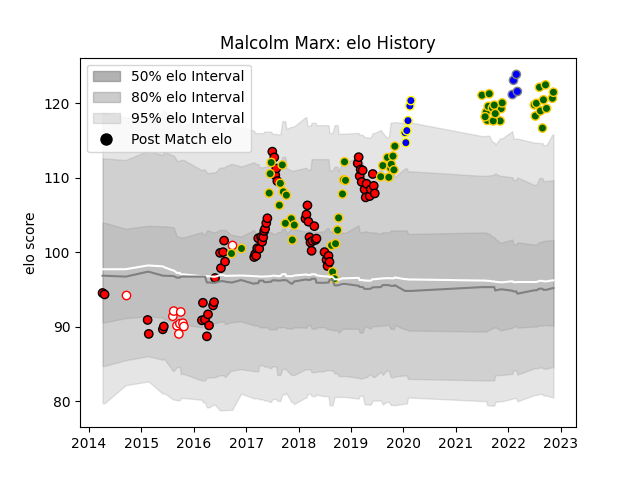 Malcolm Marx: elo History
50% elo Interval
80% elo Interval
95% elo Interval
Post Match elo
elo score
120
110
100
90
80
2014 2015 2016 2017 2018 2019 2020 2021 2022 2023